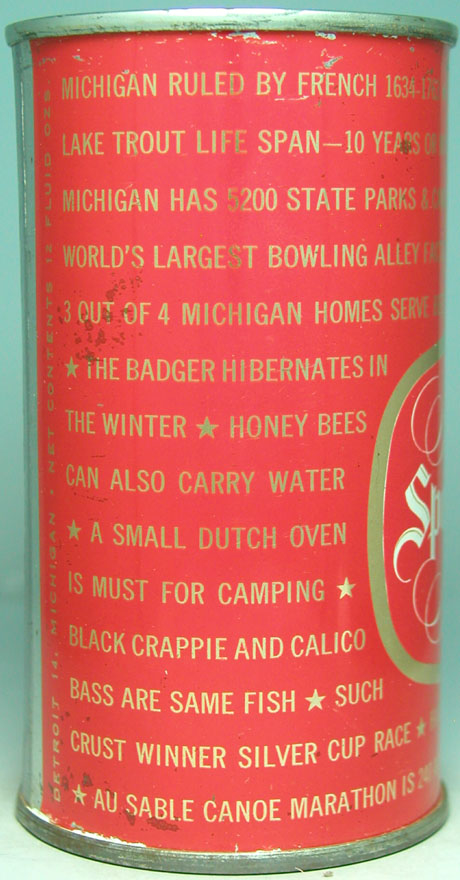 MICHIGAN RULED BY FRENCH 1634-
LAKE TROUT LIFE SPAN—10 YEARS OR
MICHIGAN HAS 5200 STATE PARKS &
WORLD'S LARGEST BOWLING ALLEY
3 OUT OF 4 MICHIGAN HOMES SERVE
★ THE BADGER HIBERNATES IN
THE WINTER ★ HONEY BEES
CAN ALSO CARRY WATER
★ A SMALL DUTCH OVEN
IS MUST FOR CAMPING ★
BLACK CRAPPIE AND CALICO
BASS ARE SAME FISH ★ SUCH
CRUST WINNER SILVER CUP RACE ★
★ AU SABLE CANOE MARATHON IS 240
DETROIT 14, MICHIGAN • NET CONTENTS 12 FLUID OZS
Sp